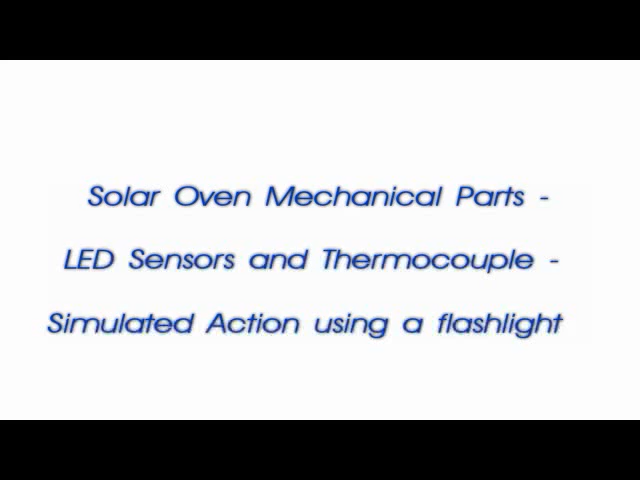 Solar Oven Mechanical Parts -
LED Sensors and Thermocouple -
Simulated Action using a flashlight